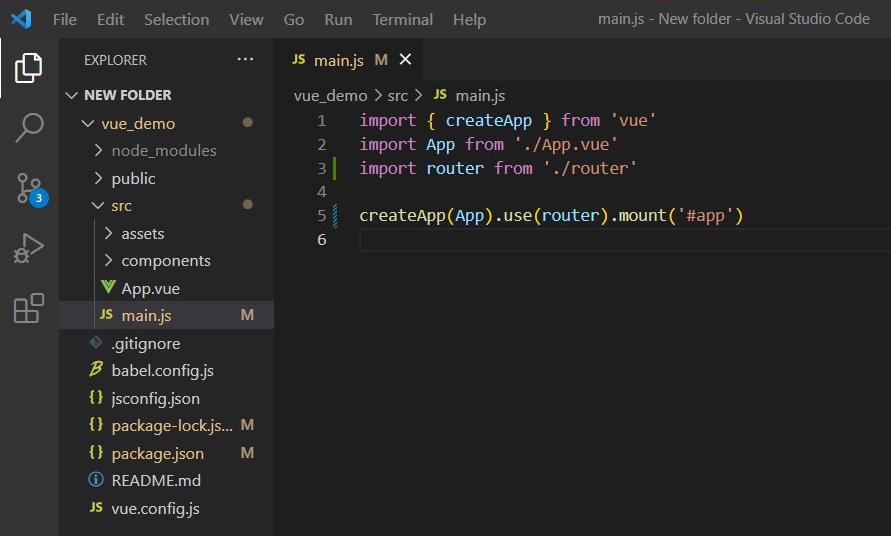 File Edit Selection View Go Run Terminal Help main.js - New folder - Visual Studio Code
EXPLORER ···
NEW FOLDER
vue_demo
node_modules
public
src
assets
components
App.vue
JS main.js M
.gitignore
babel.config.js
{} jsconfig.json
{} package-lock.js... M
{} package.json M
README.md
JS vue.config.js
3
JS main.js M
vue_demo > src > JS main.js
1 import { createApp } from 'vue'
2 import App from './App.vue'
3 import router from './router'
4
5 createApp(App).use(router).mount('#app')
6